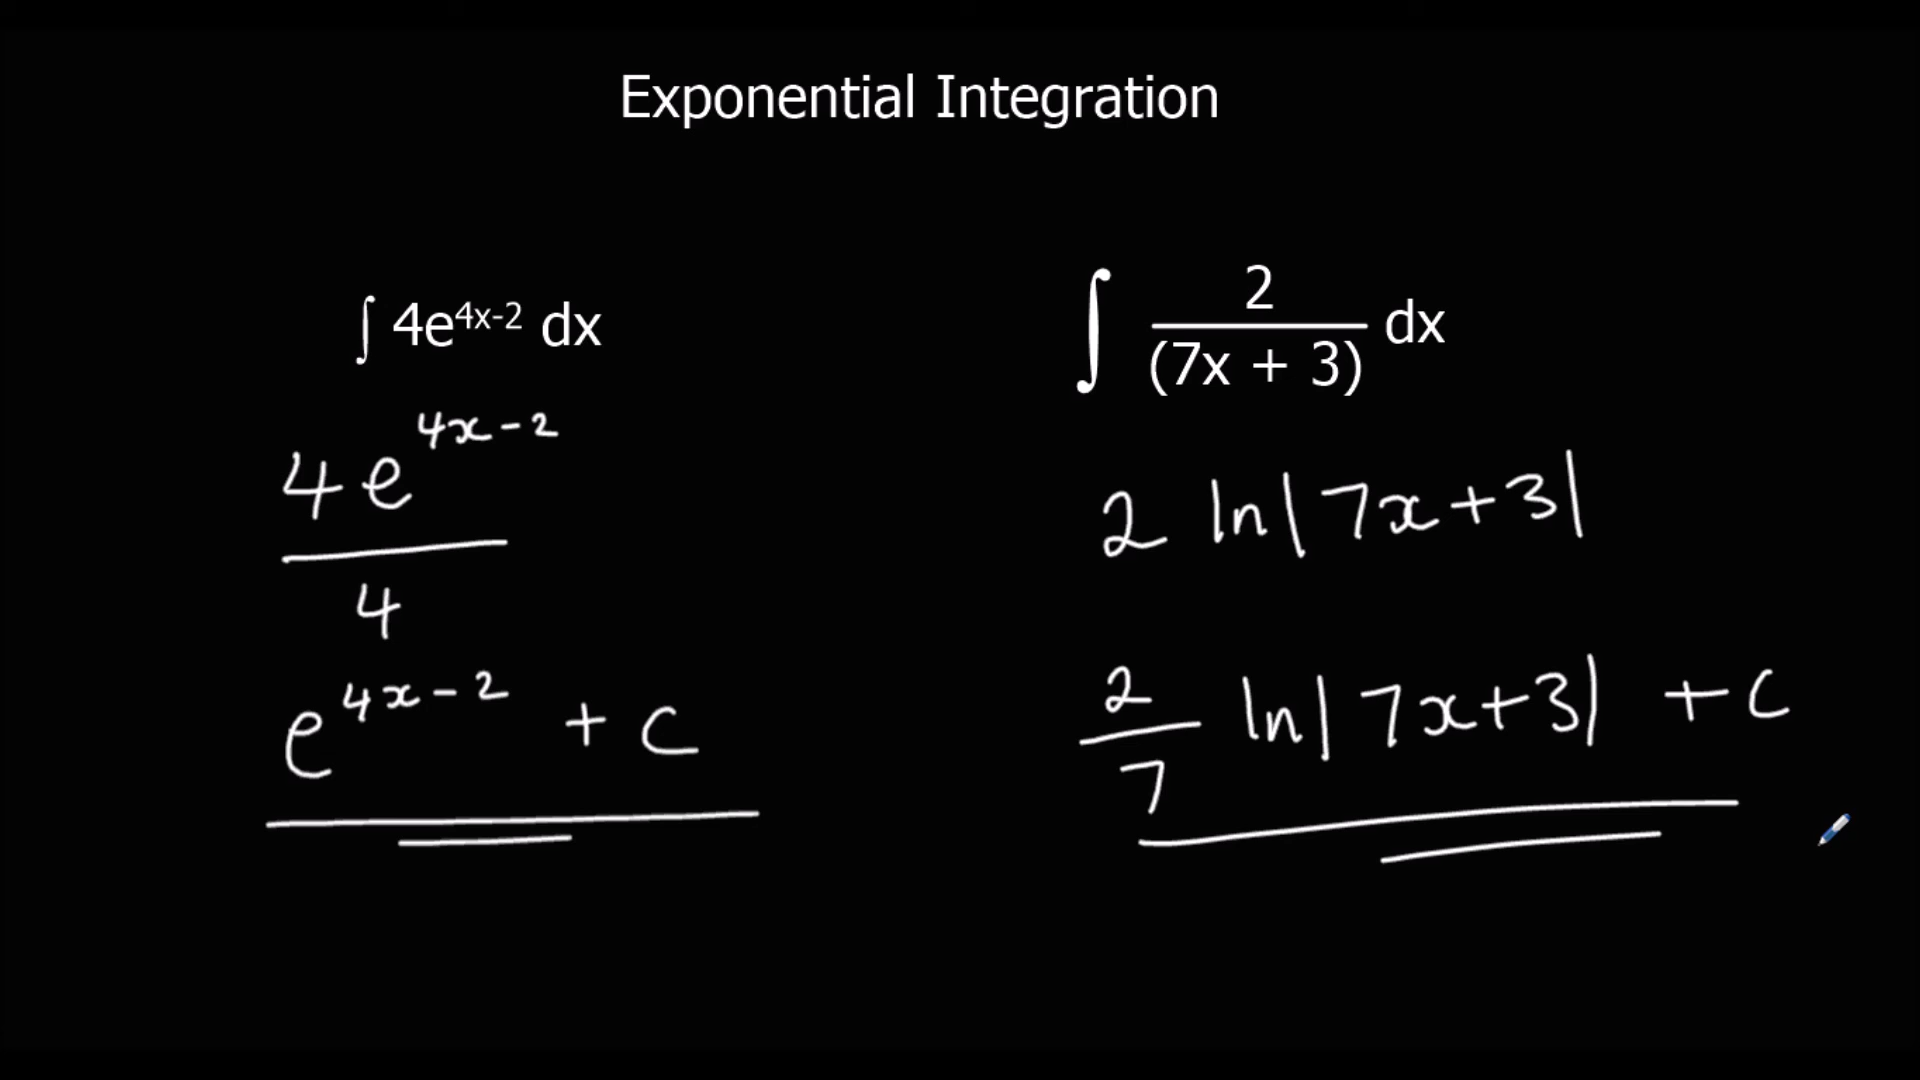 Exponential Integration
∫ 4e^{4x-2} dx
4e^{4x-2}
4
e^{4x-2} + c
∫ 2/(7x + 3) dx
2 ln|7x+3|
2/7 ln|7x+3| + c